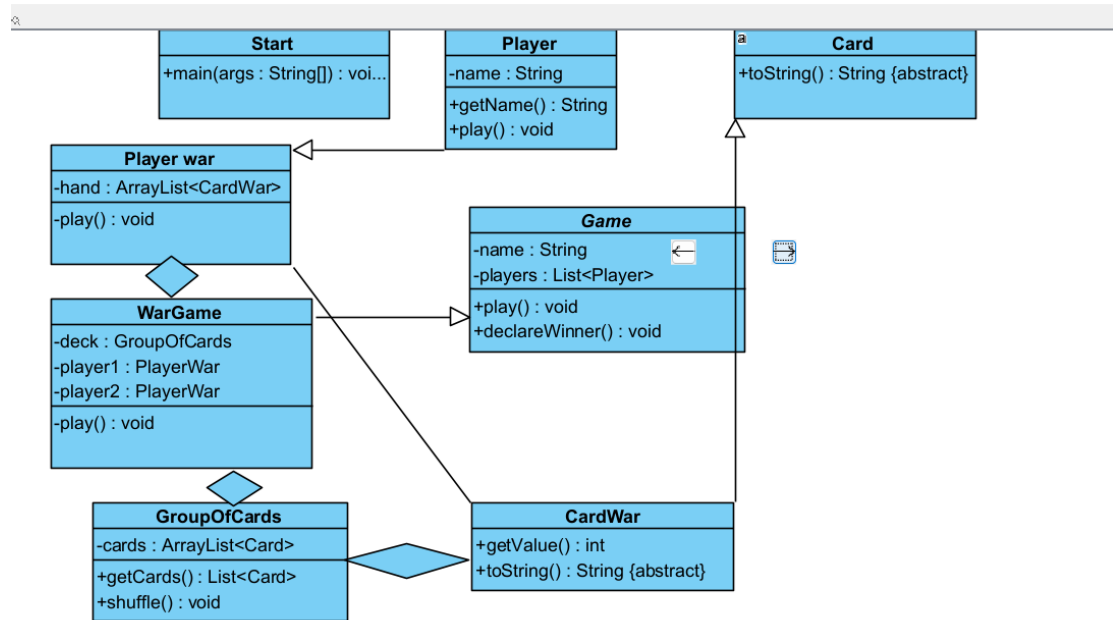 Start
+main(args : String[]) : voi...
Player
-name : String
+getName() : String
+play() : void
a
Card
+toString() : String {abstract}
Player war
-hand : ArrayList<CardWar>
-play() : void
Game
-name : String
-players : List<Player>
+play() : void
+declareWinner() : void
WarGame
-deck : GroupOfCards
-player1 : PlayerWar
-player2 : PlayerWar
-play() : void
GroupOfCards
-cards : ArrayList<Card>
+getCards() : List<Card>
+shuffle() : void
CardWar
+getValue() : int
+toString() : String {abstract}